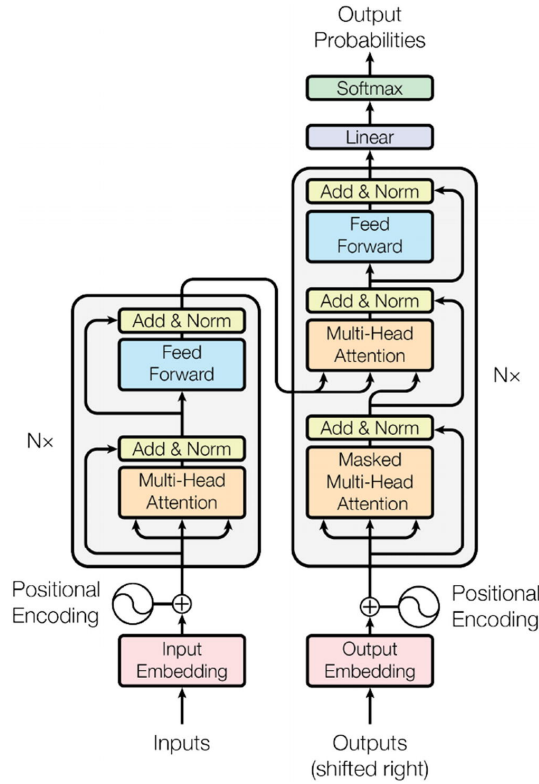 Output
Probabilities
Softmax
Linear
Add & Norm
Feed
Forward
Add & Norm
Multi-Head
Attention
Add & Norm
Masked
Multi-Head
Attention
N×
Add & Norm
Feed
Forward
Add & Norm
Multi-Head
Attention
N×
Positional
Encoding
Positional
Encoding
Input
Embedding
Output
Embedding
Inputs
Outputs
(shifted right)